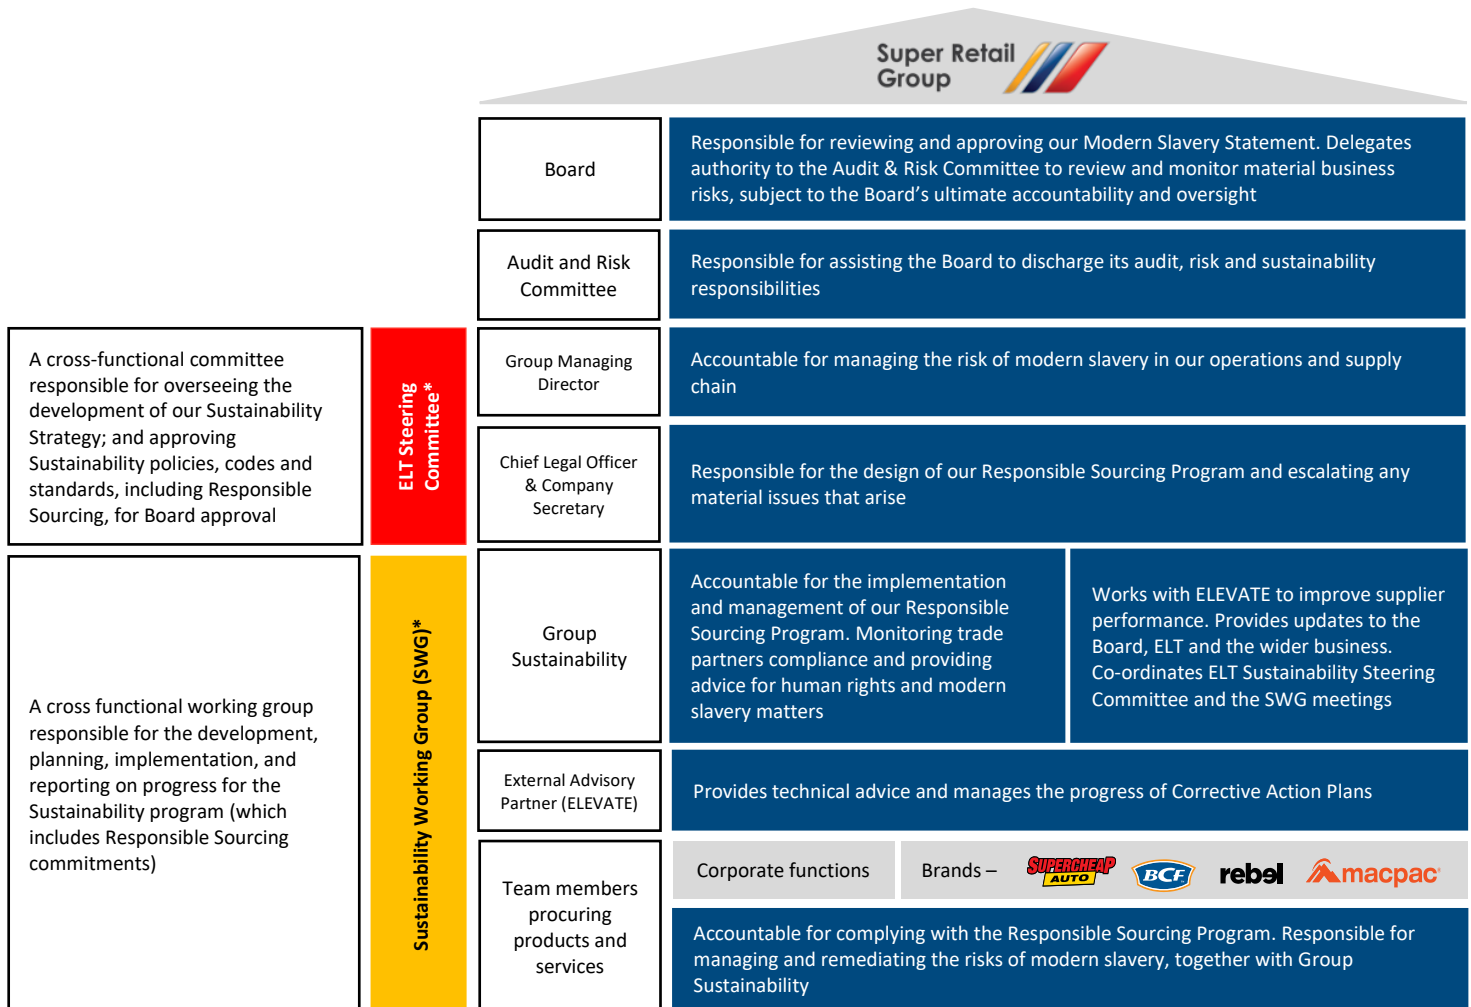 Super Retail
Group
Board
Responsible for reviewing and approving our Modern Slavery Statement. Delegates
authority to the Audit & Risk Committee to review and monitor material business
risks, subject to the Board’s ultimate accountability and oversight
Audit and Risk
Committee
Responsible for assisting the Board to discharge its audit, risk and sustainability
responsibilities
A cross-functional committee
responsible for overseeing the
development of our Sustainability
Strategy; and approving
Sustainability policies, codes and
standards, including Responsible
Sourcing, for Board approval
ELT Steering
Committee*
Group Managing
Director
Accountable for managing the risk of modern slavery in our operations and supply
chain
Chief Legal Officer
& Company
Secretary
Responsible for the design of our Responsible Sourcing Program and escalating any
material issues that arise
A cross functional working group
responsible for the development,
planning, implementation, and
reporting on progress for the
Sustainability program (which
includes Responsible Sourcing
commitments)
Sustainability Working Group (SWG)*
Group
Sustainability
Accountable for the implementation
and management of our Responsible
Sourcing Program. Monitoring trade
partners compliance and providing
advice for human rights and modern
slavery matters
Works with ELEVATE to improve supplier
performance. Provides updates to the
Board, ELT and the wider business.
Co-ordinates ELT Sustainability Steering
Committee and the SWG meetings
External Advisory
Partner (ELEVATE)
Provides technical advice and manages the progress of Corrective Action Plans
Team members
procuring
products and
services
Corporate functions
Brands –
SUPERCHEAP
AUTO
BCF
rebel
macpac
Accountable for complying with the Responsible Sourcing Program. Responsible for
managing and remediating the risks of modern slavery, together with Group
Sustainability